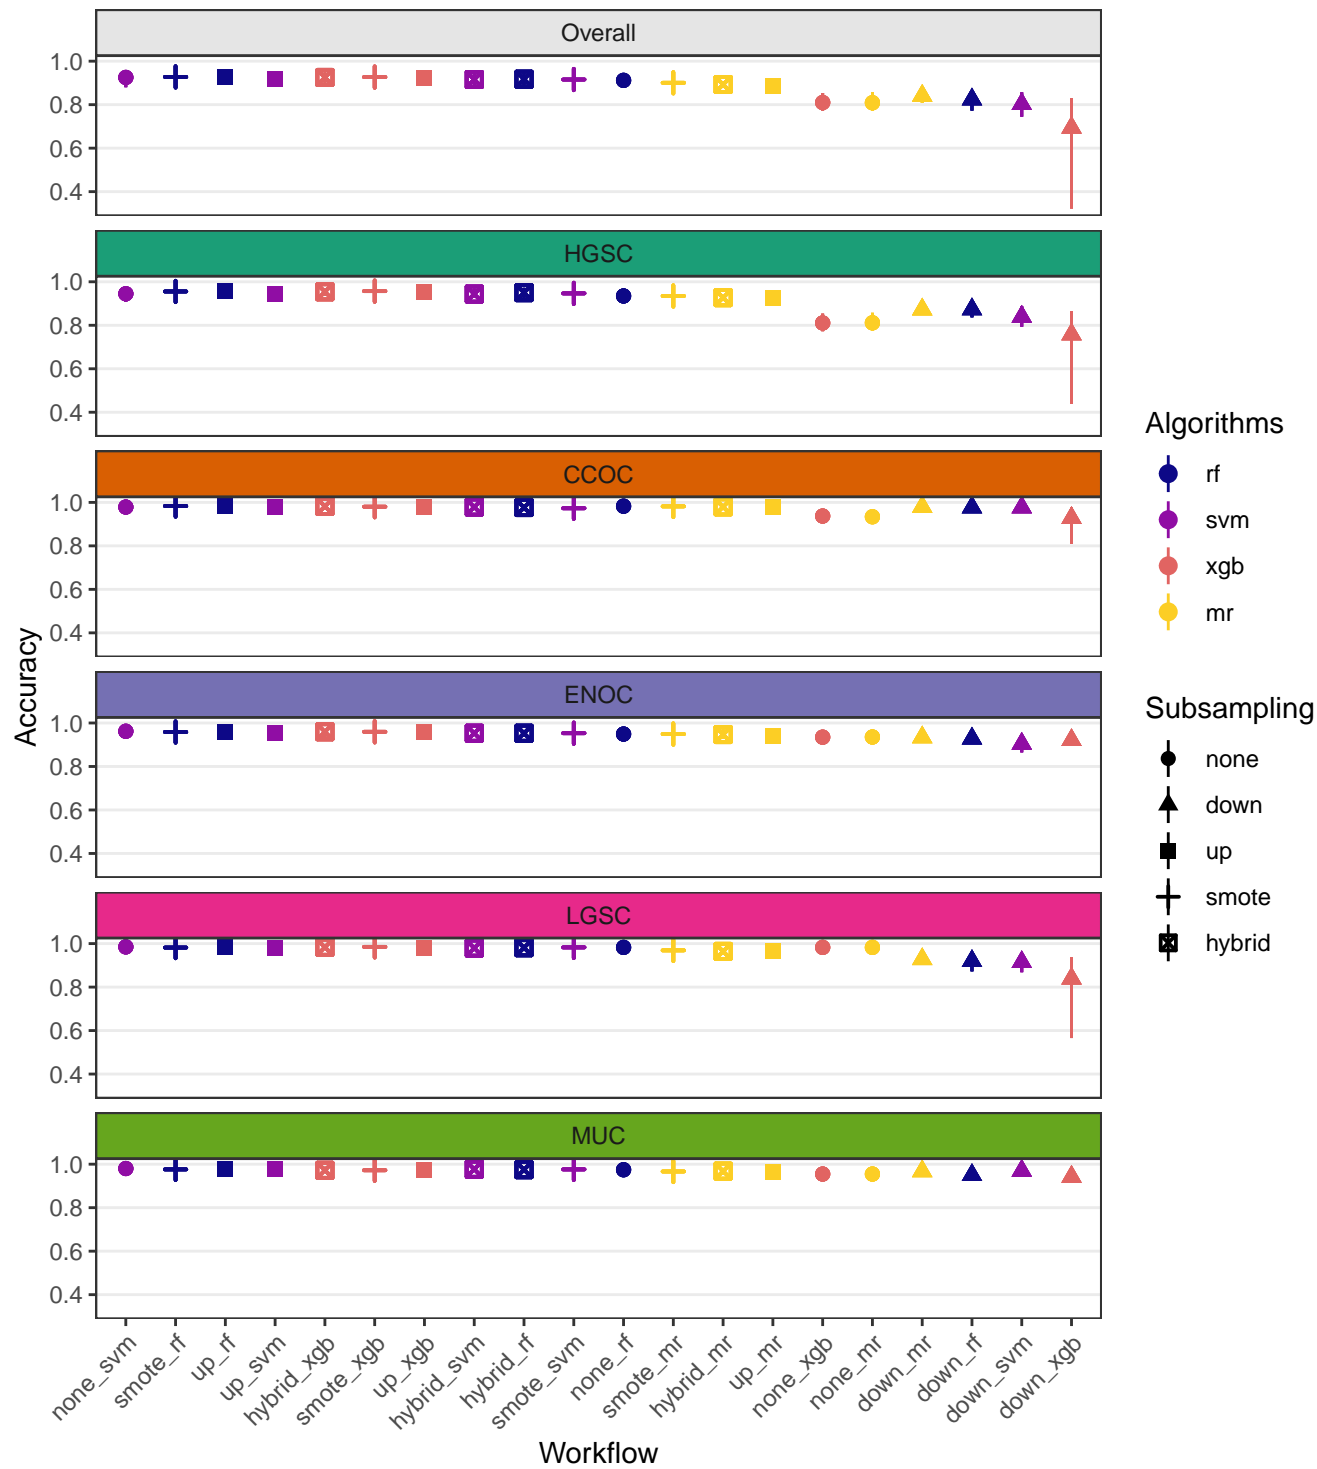 Overall
1.0
0.8
0.6
0.4
HGSC
1.0
0.8
0.6
0.4
CCOC
1.0
0.8
0.6
0.4
ENOC
1.0
0.8
0.6
0.4
LGSC
1.0
0.8
0.6
0.4
MUC
1.0
0.8
0.6
0.4
Accuracy
none_svm
smote_rf
up_rf
up_svm
hybrid_xgb
smote_xgb
up_xgb
hybrid_svm
hybrid_rf
smote_svm
none_rf
smote_mr
hybrid_mr
up_mr
none_xgb
none_mr
down_mr
down_rf
down_svm
down_xgb
Workflow
Algorithms
rf
svm
xgb
mr
Subsampling
none
down
up
smote
hybrid